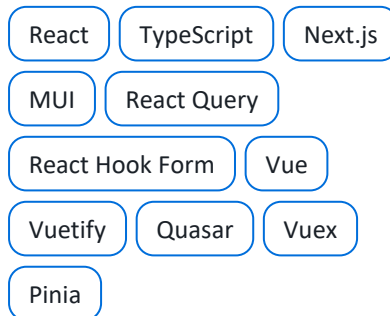 React TypeScript Next.js
MUI React Query
React Hook Form Vue
Vuetify Quasar Vuex
Pinia